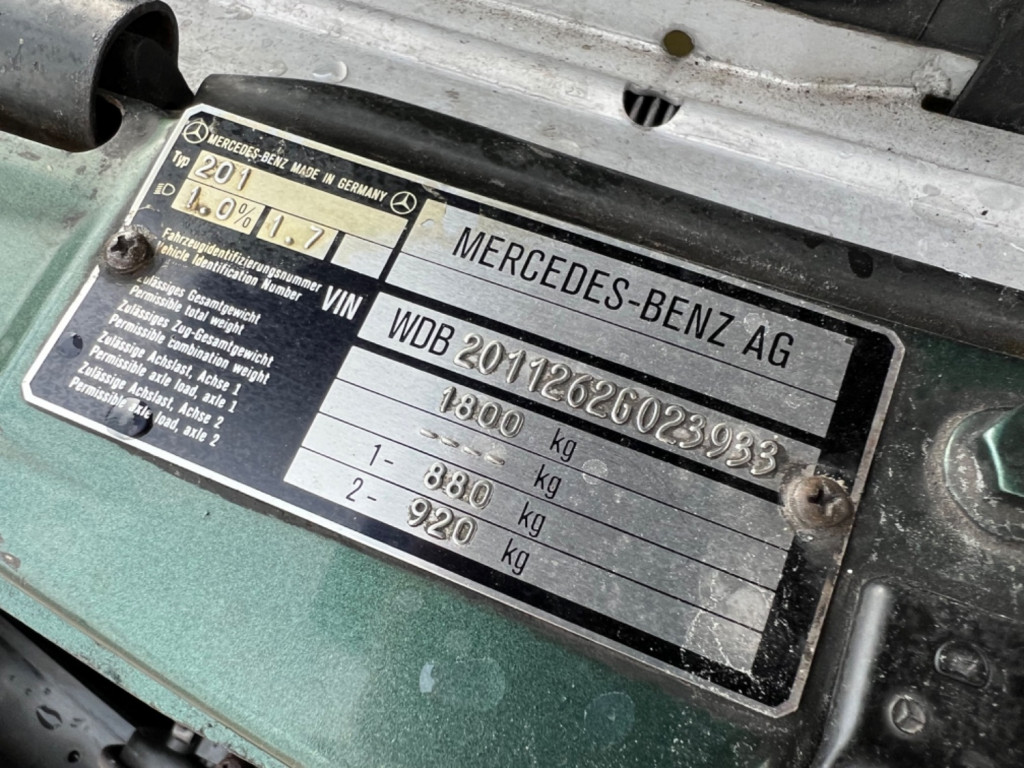 MERCEDES-BENZ MADE IN GERMANY
Typ 201
1.0% 1.7
MERCEDES-BENZ AG
Fahrzeugidentifizierungsnummer
Vehicle Identification Number
VIN WDB 2011262G023933
Zulässiges Gesamtgewicht
Permissible total weight
1800 kg
Zulässiges Zug-Gesamtgewicht
Permissible combination weight
---- kg
Zulässige Achslast, Achse 1
Permissible axle load, axle 1
1- 880 kg
Zulässige Achslast, Achse 2
Permissible axle load, axle 2
2- 920 kg